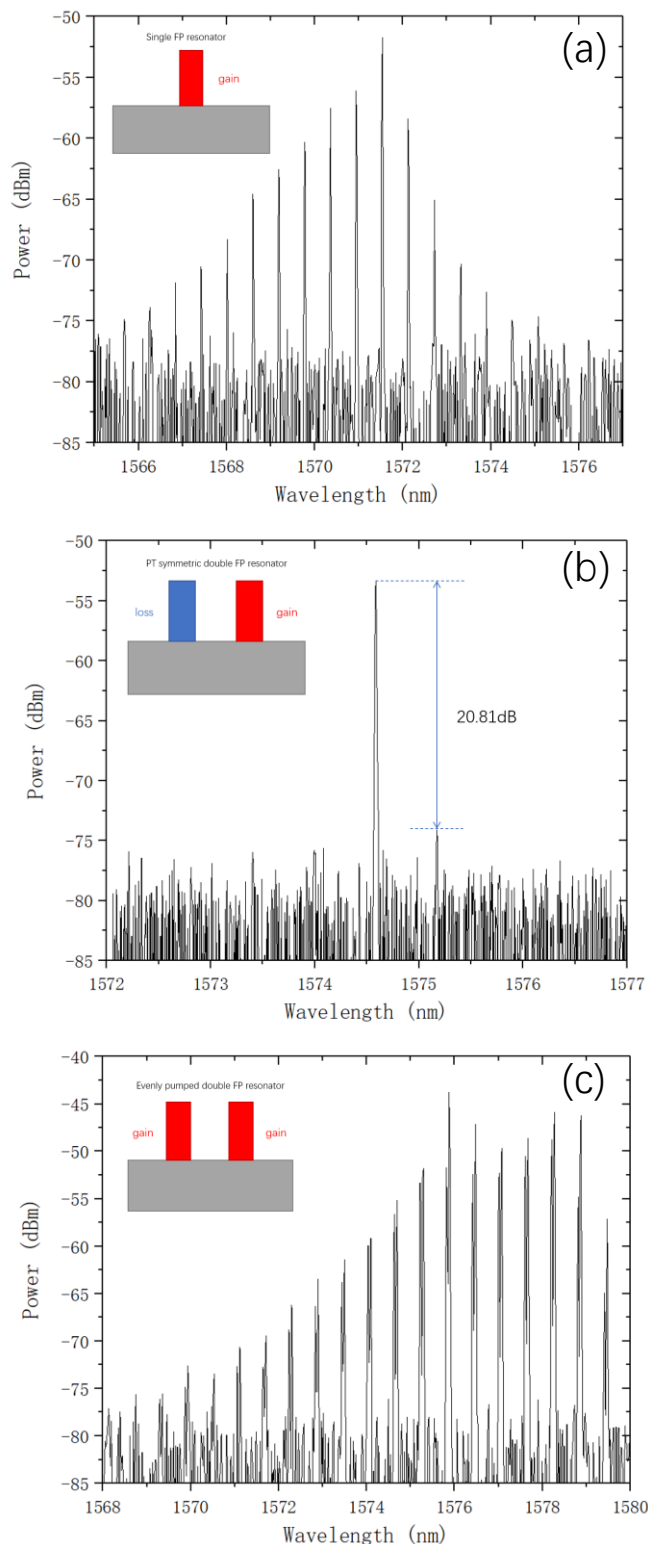 (a)
Single FP resonator
gain
Power (dBm)
-50
-55
-60
-65
-70
-75
-80
-85
1566 1568 1570 1572 1574 1576
Wavelength (nm)
(b)
PT symmetric double FP resonator
loss gain
20.81dB
Power (dBm)
-50
-55
-60
-65
-70
-75
-80
-85
1572 1573 1574 1575 1576 1577
Wavelength (nm)
(c)
Evenly pumped double FP resonator
gain gain
Power (dBm)
-40
-45
-50
-55
-60
-65
-70
-75
-80
-85
1568 1570 1572 1574 1576 1578 1580
Wavelength (nm)